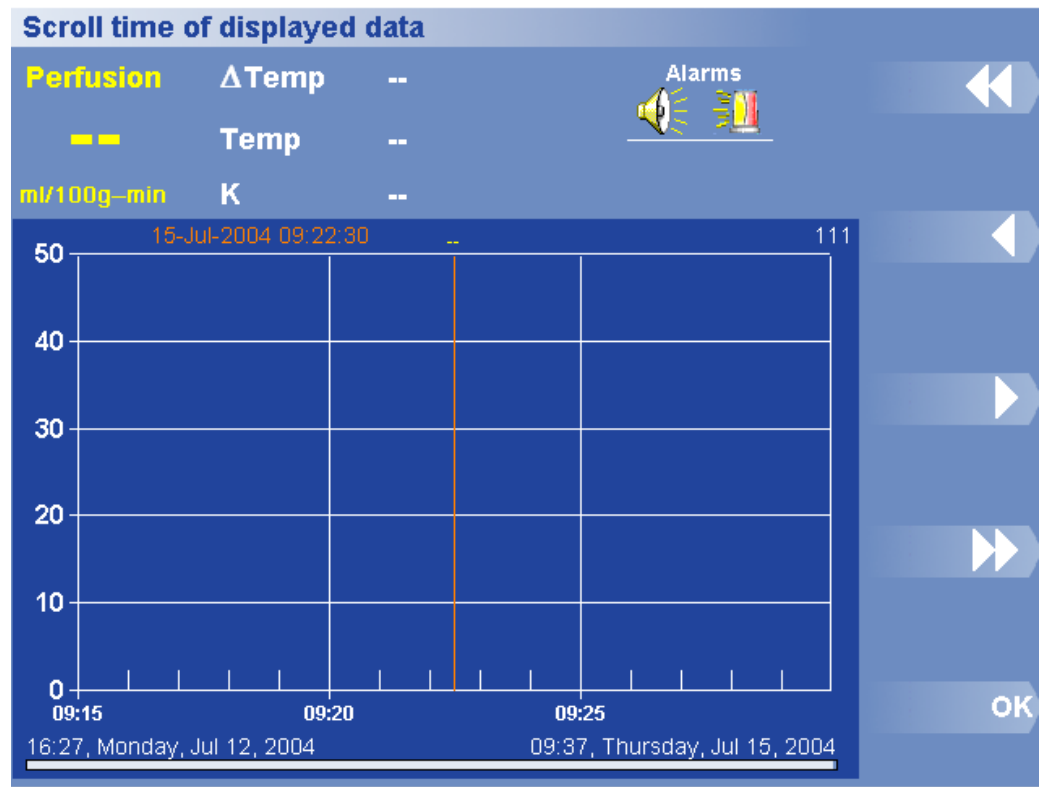 Scroll time of displayed data
Perfusion ΔTemp -- Alarms
-- Temp --
ml/100g–min K --
15-Jul-2004 09:22:30 -- 111
50
40
30
20
10
0
09:15 09:20 09:25
16:27, Monday, Jul 12, 2004 09:37, Thursday, Jul 15, 2004
OK